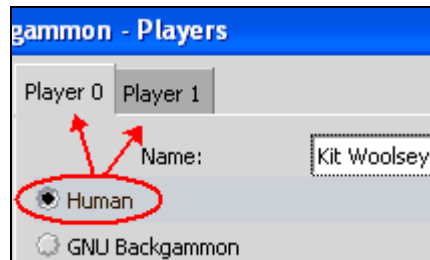 gammon - Players
Player 0 Player 1
Name: Kit Woolsey
Human
GNU Backgammon